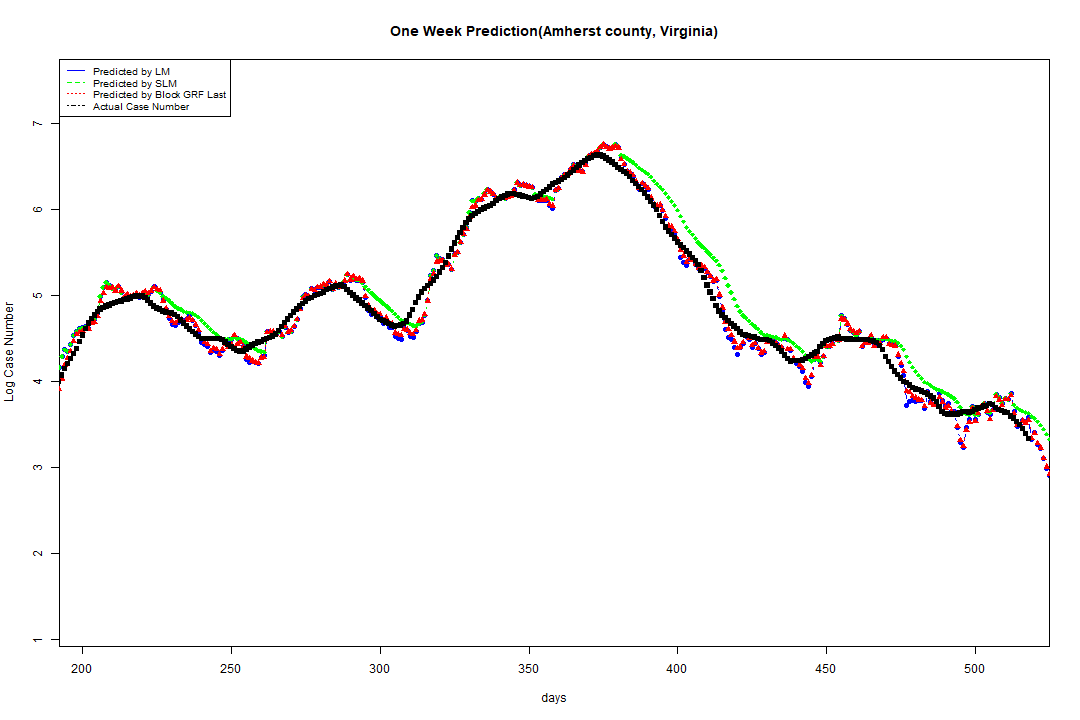 One Week Prediction(Amherst county, Virginia)
Predicted by LM
Predicted by SLM
Predicted by Block GRF Last
Actual Case Number
7
6
5
4
3
2
1
Log Case Number
200 250 300 350 400 450 500
days